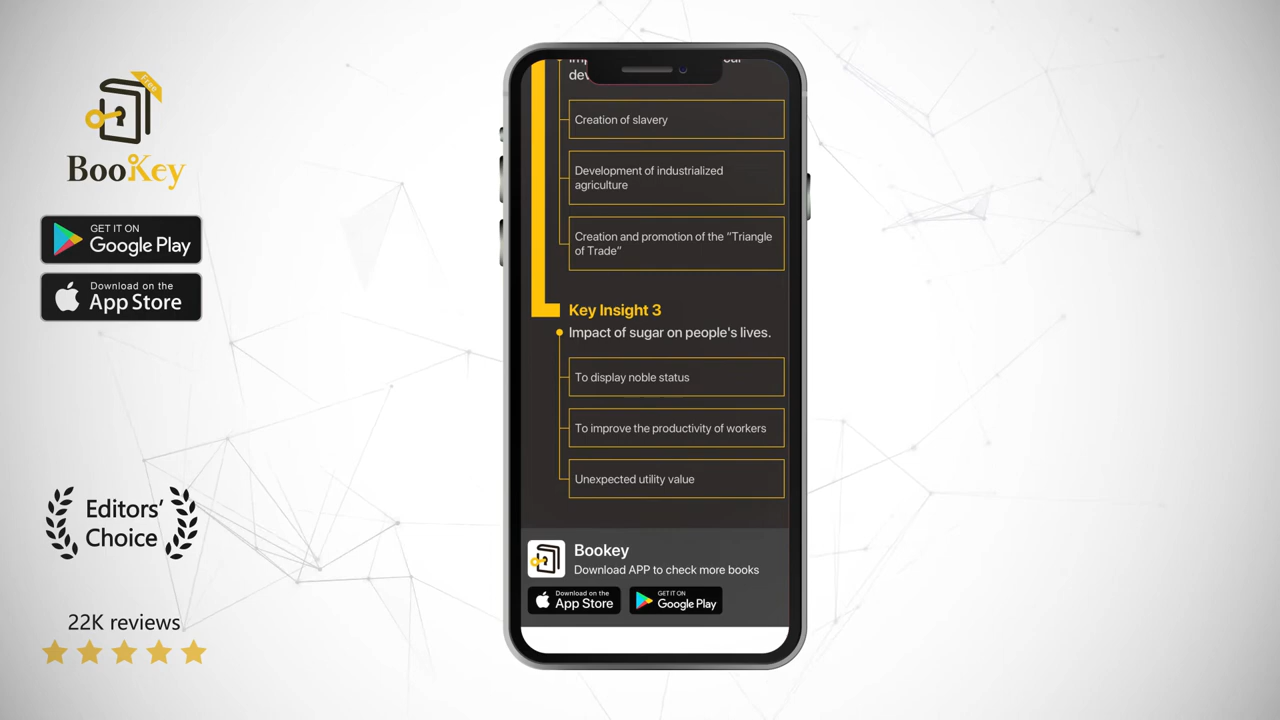 Free
BooKey
GET IT ON
Google Play
Download on the
App Store
Editors’
Choice
22K reviews
Creation of slavery
Development of industrialized
agriculture
Creation and promotion of the “Triangle
of Trade”
Key Insight 3
Impact of sugar on people's lives.
To display noble status
To improve the productivity of workers
Unexpected utility value
Bookey
Download APP to check more books
Download on the
App Store
GET IT ON
Google Play